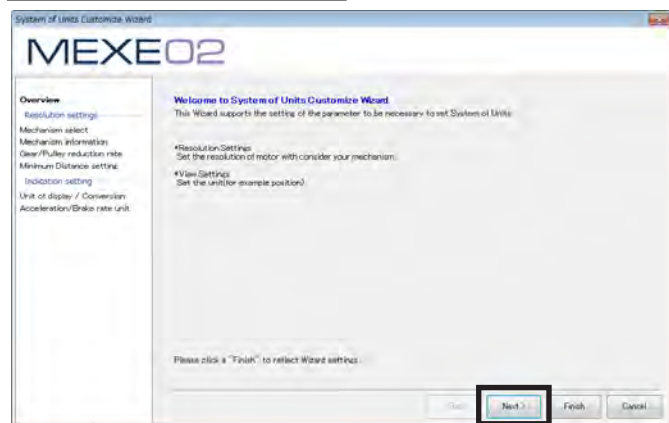 System of Units Customize Wizard
MEXE02
Overview
Resolution settings
Mechanism select
Mechanism information
Gear/Pulley reduction rate
Minimum Distance setting
Indication setting
Unit of display / Conversion
Acceleration/Brake rate unit
Welcome to System of Units Customize Wizard
This Wizard supports the setting of the parameter to be necessary to set System of Units.
*Resolution Settings
Set the resolution of motor with consider your mechanism.
*View Settings
Set the unit(for example position)
Please click a "Finish" to reflect Wizard settings.
Next > Finish Cancel